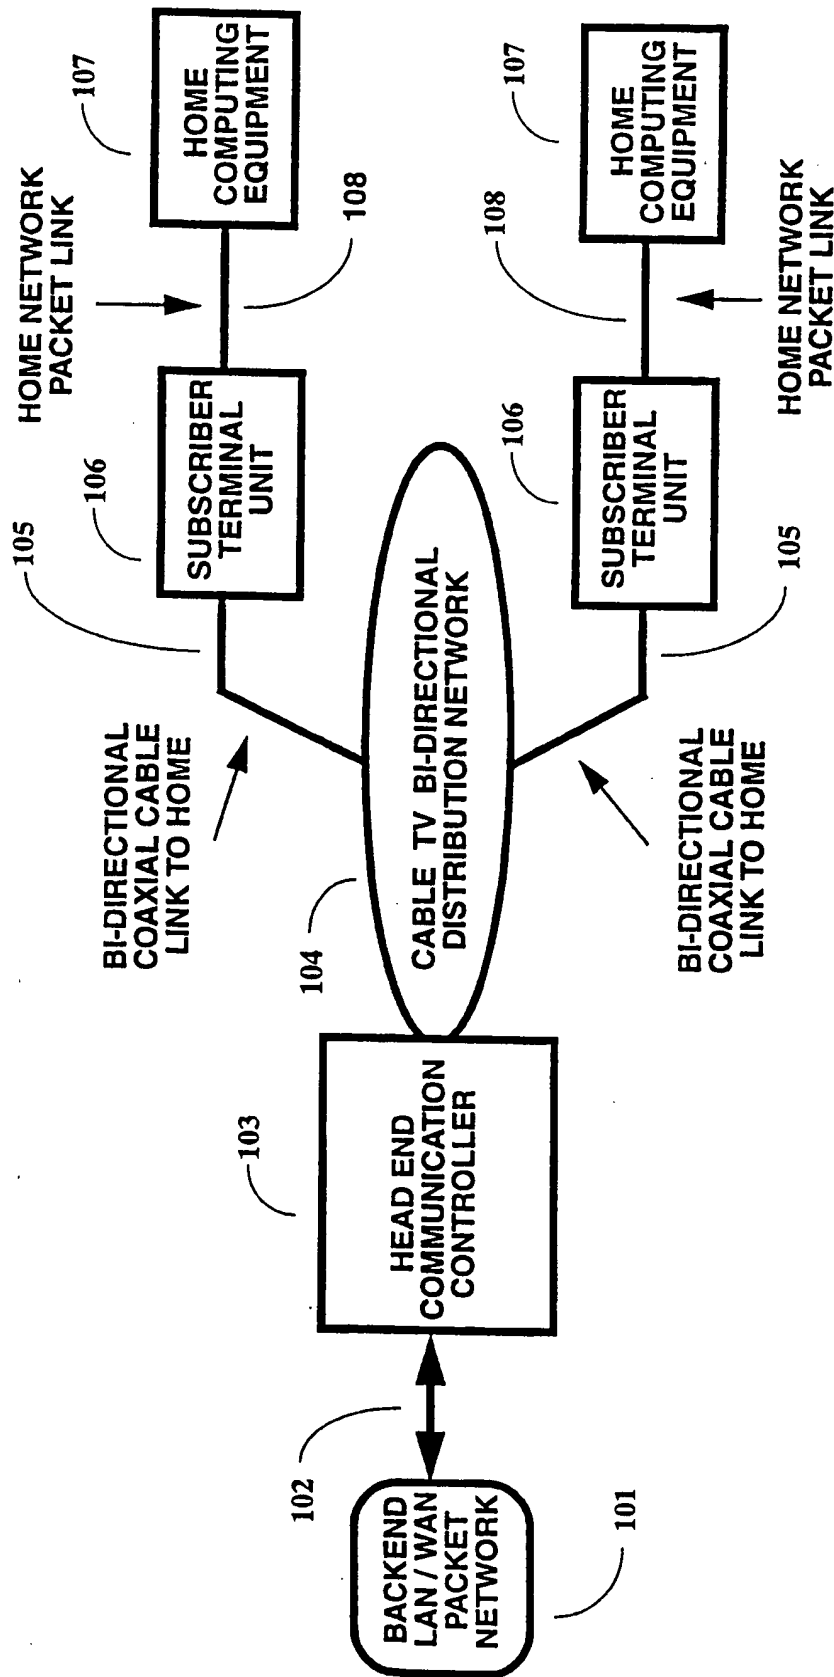 BACKEND
LAN / WAN
PACKET
NETWORK
101
102
HEAD END
COMMUNICATION
CONTROLLER
103
104
CABLE TV BI-DIRECTIONAL
DISTRIBUTION NETWORK
BI-DIRECTIONAL
COAXIAL CABLE
LINK TO HOME
105
SUBSCRIBER
TERMINAL
UNIT
106
HOME NETWORK
PACKET LINK
108
HOME
COMPUTING
EQUIPMENT
107
BI-DIRECTIONAL
COAXIAL CABLE
LINK TO HOME
105
SUBSCRIBER
TERMINAL
UNIT
106
HOME NETWORK
PACKET LINK
108
HOME
COMPUTING
EQUIPMENT
107